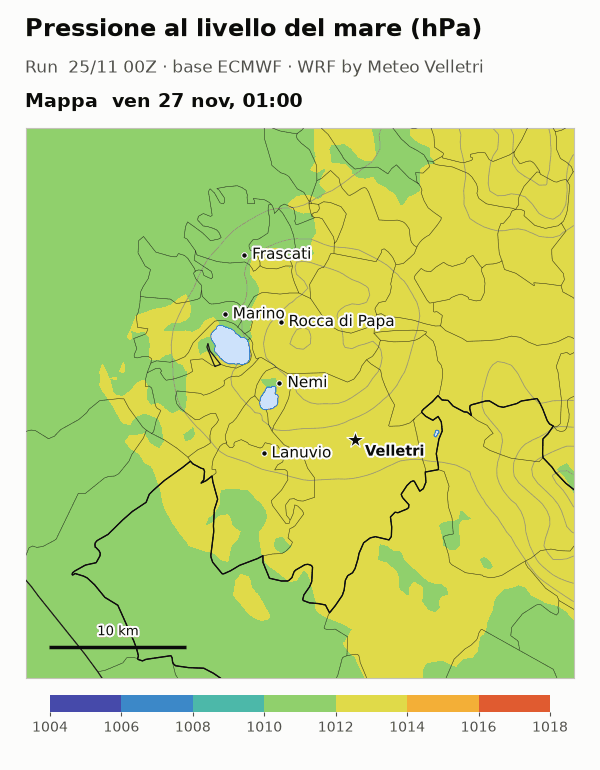 Pressione al livello del mare (hPa)
Run  25/11 00Z · base ECMWF · WRF by Meteo Velletri
Mappa  ven 27 nov, 01:00
Frascati
Marino
Rocca di Papa
Nemi
Velletri
Lanuvio
10 km
1004 1006 1008 1010 1012 1014 1016 1018